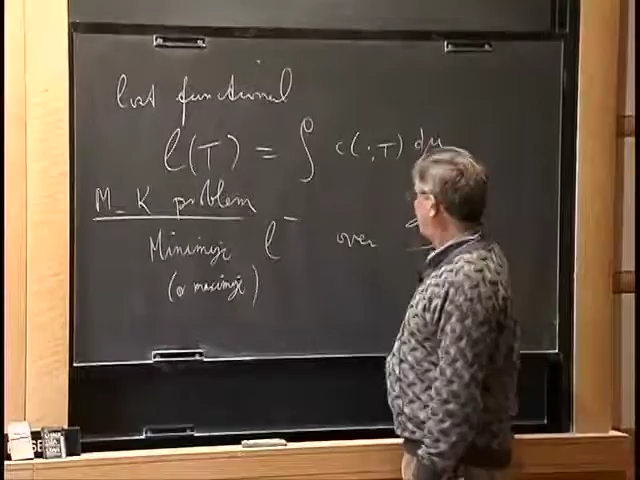 Cost functional
C(T) = ∫ c(·,T) dμ
M-K problem
Minimize C over
(or maximize)